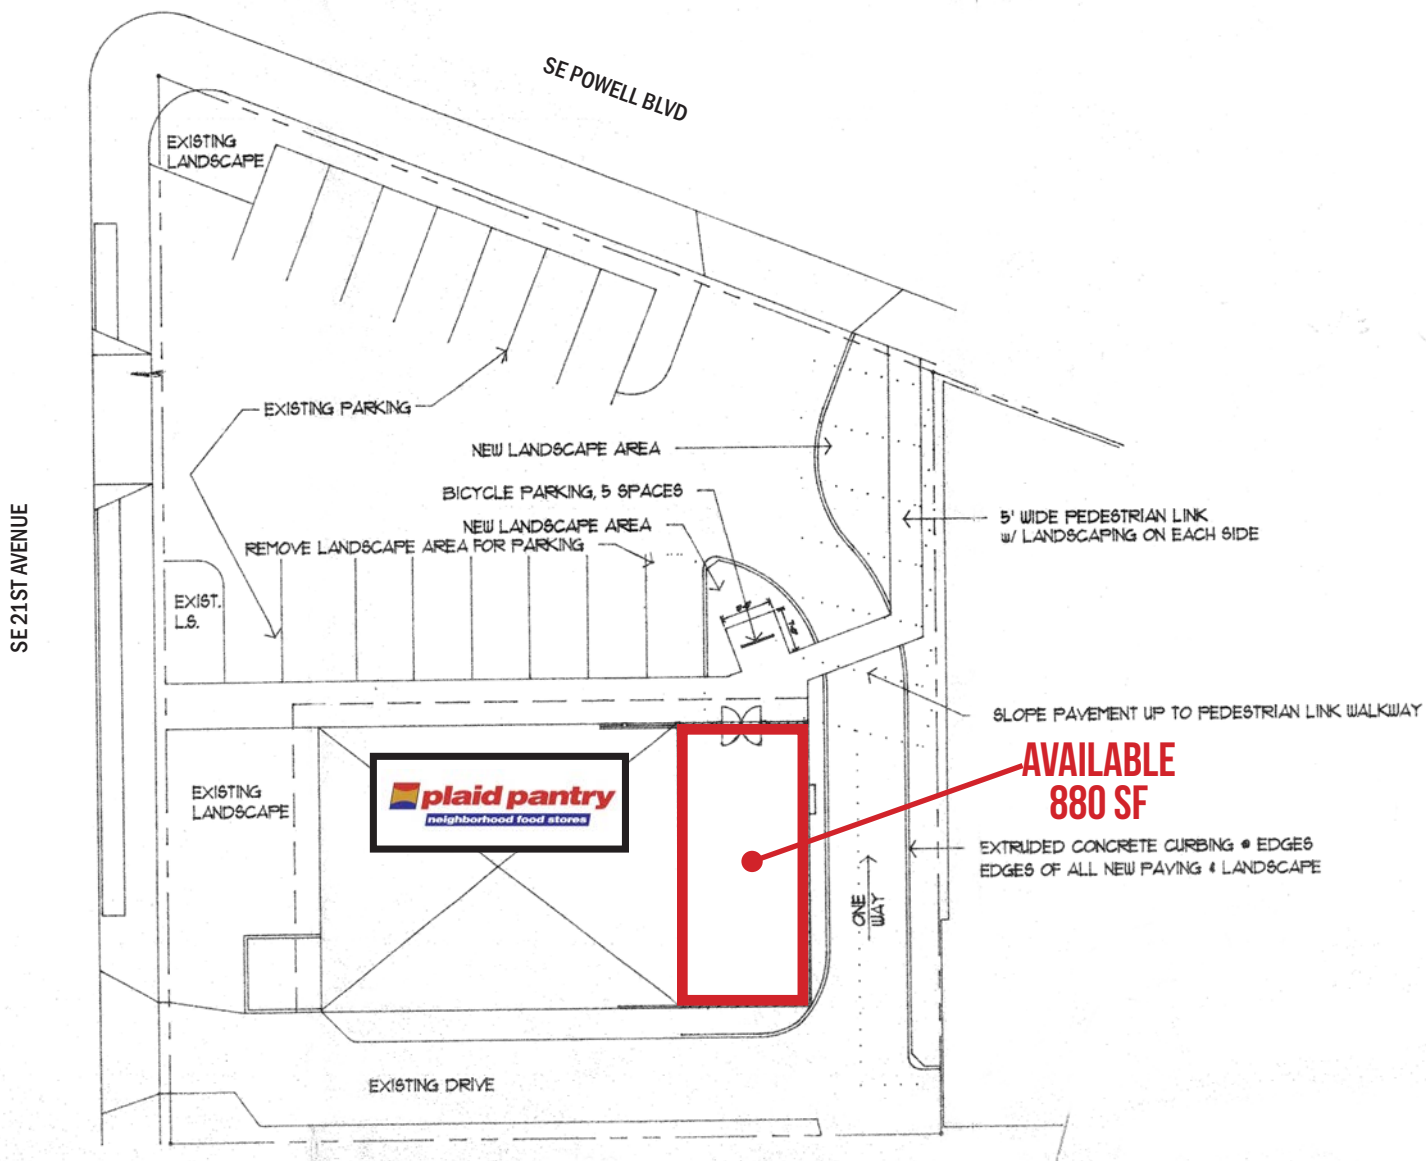 SE POWELL BLVD
EXISTING
LANDSCAPE
EXISTING PARKING
NEW LANDSCAPE AREA
BICYCLE PARKING, 5 SPACES
NEW LANDSCAPE AREA
REMOVE LANDSCAPE AREA FOR PARKING
5' WIDE PEDESTRIAN LINK
w/ LANDSCAPING ON EACH SIDE
SE 21ST AVENUE
EXIST.
L.S.
SLOPE PAVEMENT UP TO PEDESTRIAN LINK WALKWAY
AVAILABLE
880 SF
EXISTING
LANDSCAPE
plaid pantry
neighborhood food stores
EXTRUDED CONCRETE CURBING @ EDGES
EDGES OF ALL NEW PAVING & LANDSCAPE
ONE
WAY
EXISTING DRIVE